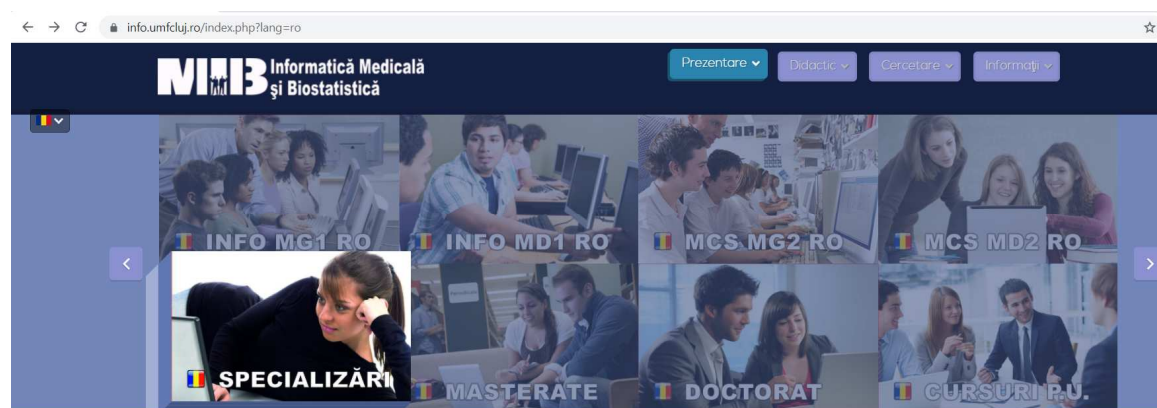 info.umfcluj.ro/index.php?lang=ro
MIB Informatică Medicală
şi Biostatistică
Prezentare
Didactic
Cercetare
Informaţii
INFO MG1 RO
INFO MD1 RO
MCS MG2 RO
MCS MD2 RO
SPECIALIZĂRI
MASTERATE
DOCTORAT
CURSURI P.U.